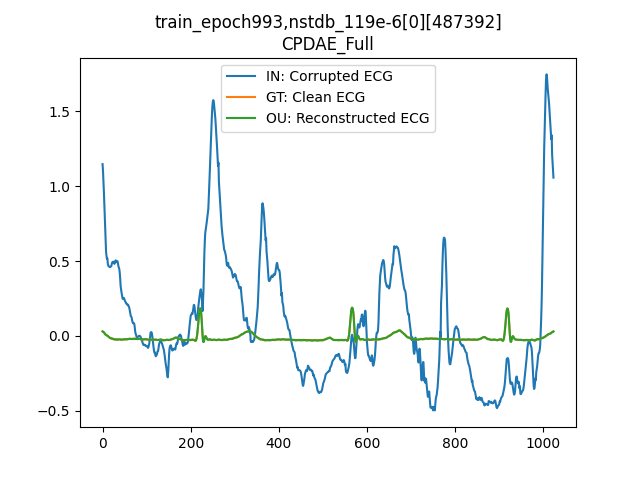 train_epoch993,nstdb_119e-6[0][487392]
CPDAE_Full
IN: Corrupted ECG
GT: Clean ECG
OU: Reconstructed ECG
1.5
1.0
0.5
0.0
−0.5
0 200 400 600 800 1000